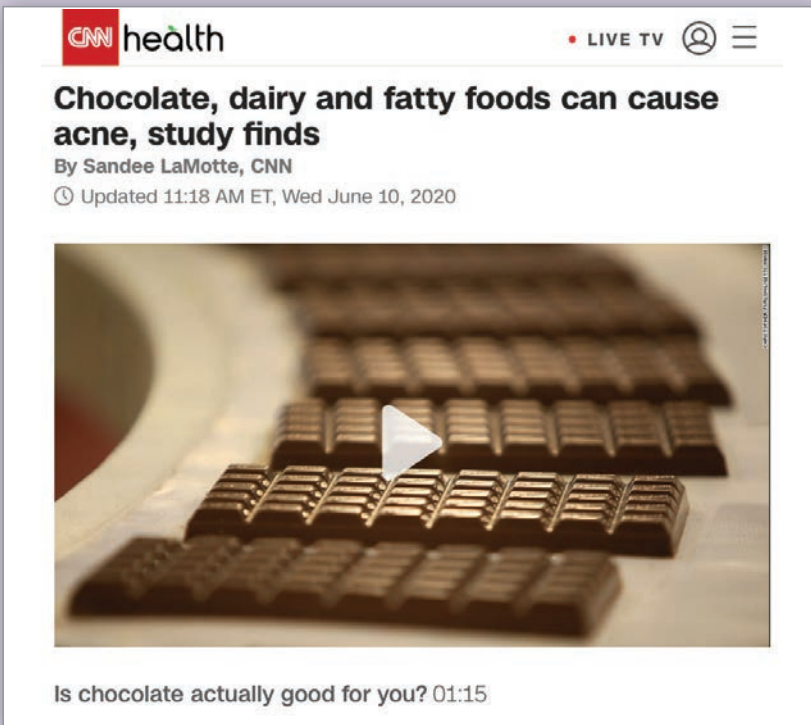 CNN health
• LIVE TV
Chocolate, dairy and fatty foods can cause
acne, study finds
By Sandee LaMotte, CNN
Updated 11:18 AM ET, Wed June 10, 2020
Is chocolate actually good for you? 01:15